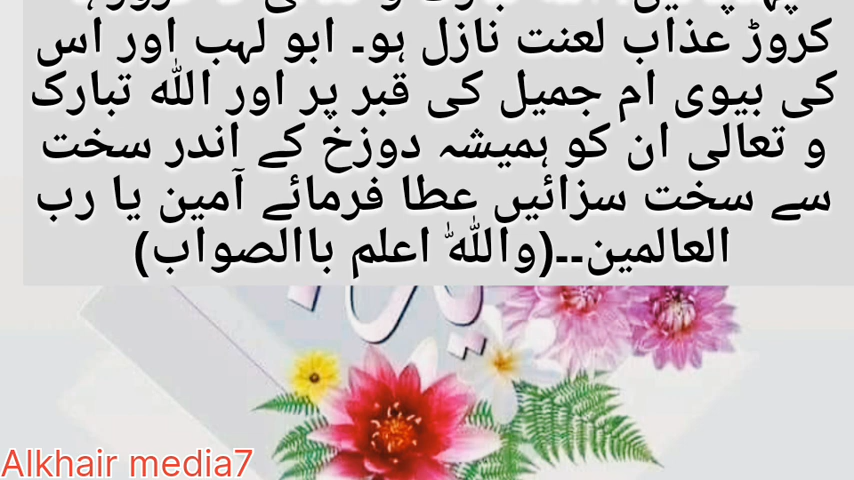 کروڑ عذاب لعنت نازل ہو۔ ابو لہب اور اس
کی بیوی ام جمیل کی قبر پر اور اللہ تبارک
و تعالی ان کو ہمیشہ دوزخ کے اندر سخت
سے سخت سزائیں عطا فرمائے آمین یا رب
العالمین۔۔(واللہ اعلم باالصواب)
Alkhair media7